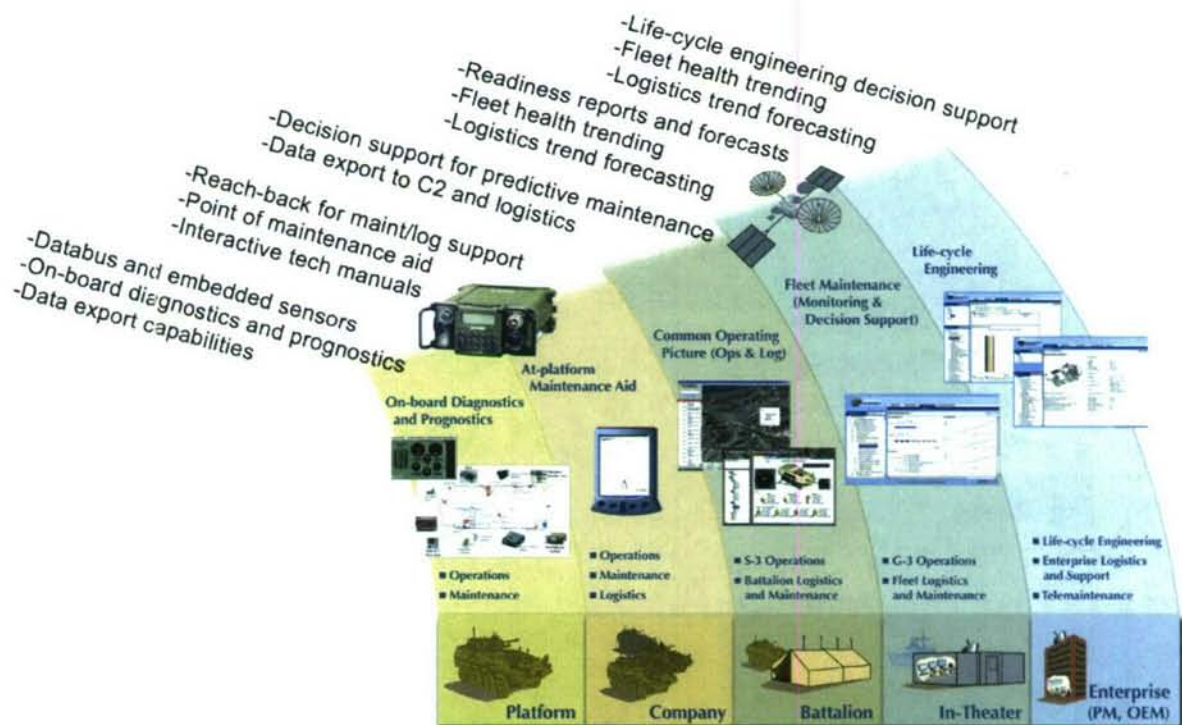 -Life-cycle engineering decision support
-Fleet health trending
-Logistics trend forecasting
-Readiness reports and forecasts
-Fleet health trending
-Logistics trend forecasting
-Decision support for predictive maintenance
-Data export to C2 and logistics
-Reach-back for maint/log support
-Point of maintenance aid
-Interactive tech manuals
-Databus and embedded sensors
-On-board diagnostics and prognostics
-Data export capabilities
On-board Diagnostics
and Prognostics
At-platform
Maintenance Aid
Common Operating
Picture (Ops & Log)
Fleet Maintenance
(Monitoring &
Decision Support)
Life-cycle
Engineering
■ Operations
■ Maintenance
■ Operations
■ Maintenance
■ Logistics
■ S-3 Operations
■ Battalion Logistics
and Maintenance
■ G-3 Operations
■ Fleet Logistics
and Maintenance
■ Life-cycle Engineering
■ Enterprise Logistics
and Support
■ Telemaintenance
Platform
Company
Battalion
In-Theater
Enterprise
(PM, OEM)